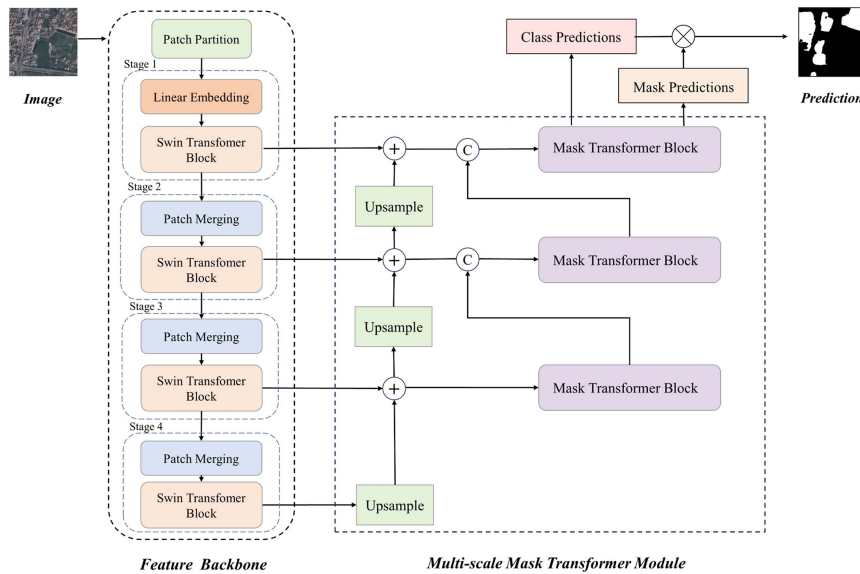 Patch Partition
Image
Stage 1
Linear Embedding
Swin Transfomer
Block
Stage 2
Patch Merging
Swin Transfomer
Block
Stage 3
Patch Merging
Swin Transfomer
Block
Stage 4
Patch Merging
Swin Transfomer
Block
Feature Backbone
Class Predictions
Mask Predictions
Prediction
C
Mask Transformer Block
Upsample
C
Mask Transformer Block
Upsample
Mask Transformer Block
Upsample
Multi-scale Mask Transformer Module